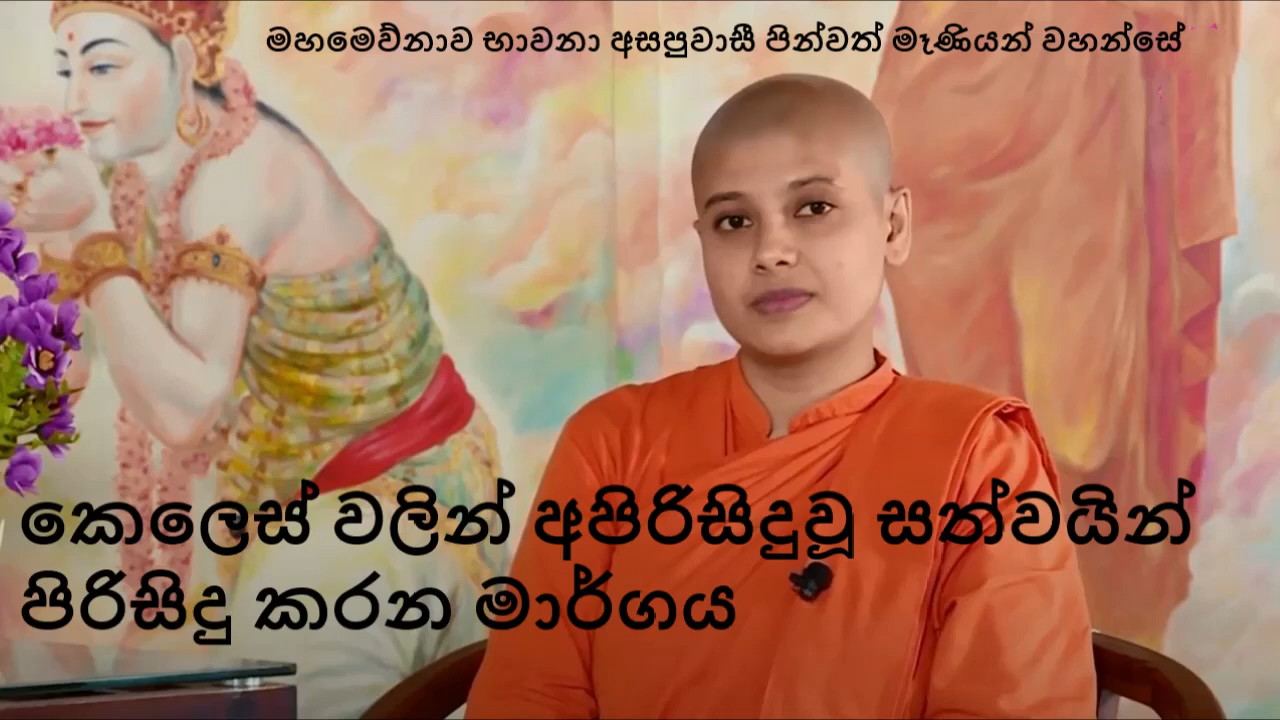 මහමෙව්නාව භාවනා අසපුවාසී පින්වත් මෑණියන් වහන්සේ
කෙලෙස් වලින් අපිරිසිදුවූ සත්වයින්
පිරිසිදු කරන මාර්ගය